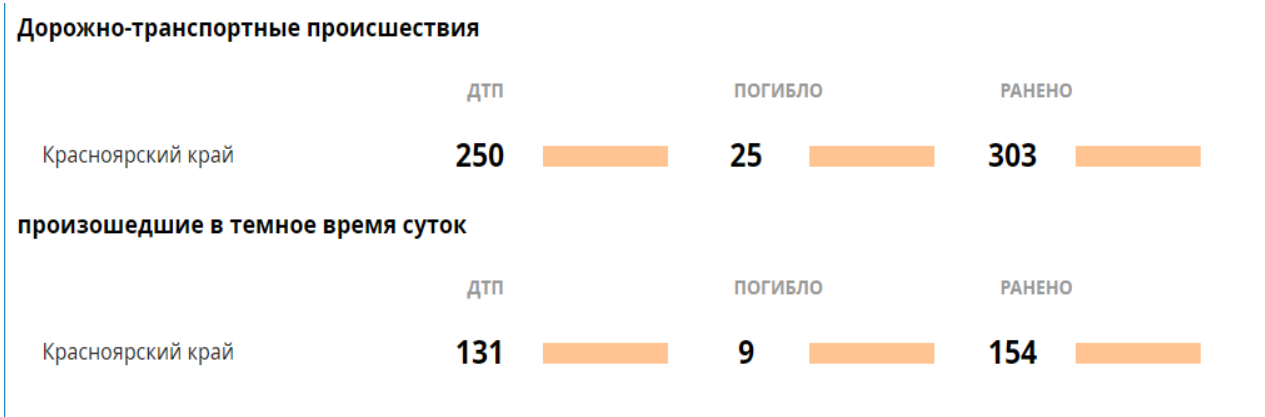 Дорожно-транспортные происшествия
ДТП ПОГИБЛО РАНЕНО
Красноярский край 250 25 303
произошедшие в темное время суток
ДТП ПОГИБЛО РАНЕНО
Красноярский край 131 9 154